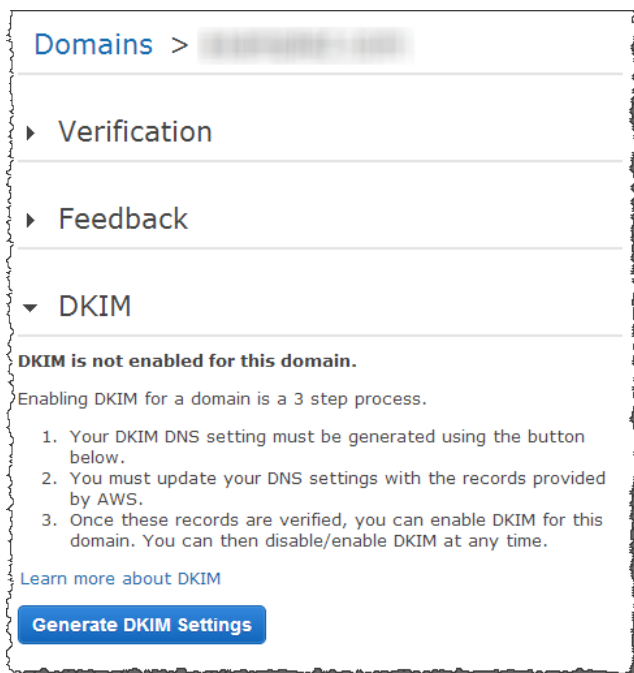 Domains >
Verification
Feedback
DKIM
DKIM is not enabled for this domain.
Enabling DKIM for a domain is a 3 step process.
1. Your DKIM DNS setting must be generated using the button
below.
2. You must update your DNS settings with the records provided
by AWS.
3. Once these records are verified, you can enable DKIM for this
domain. You can then disable/enable DKIM at any time.
Learn more about DKIM
Generate DKIM Settings